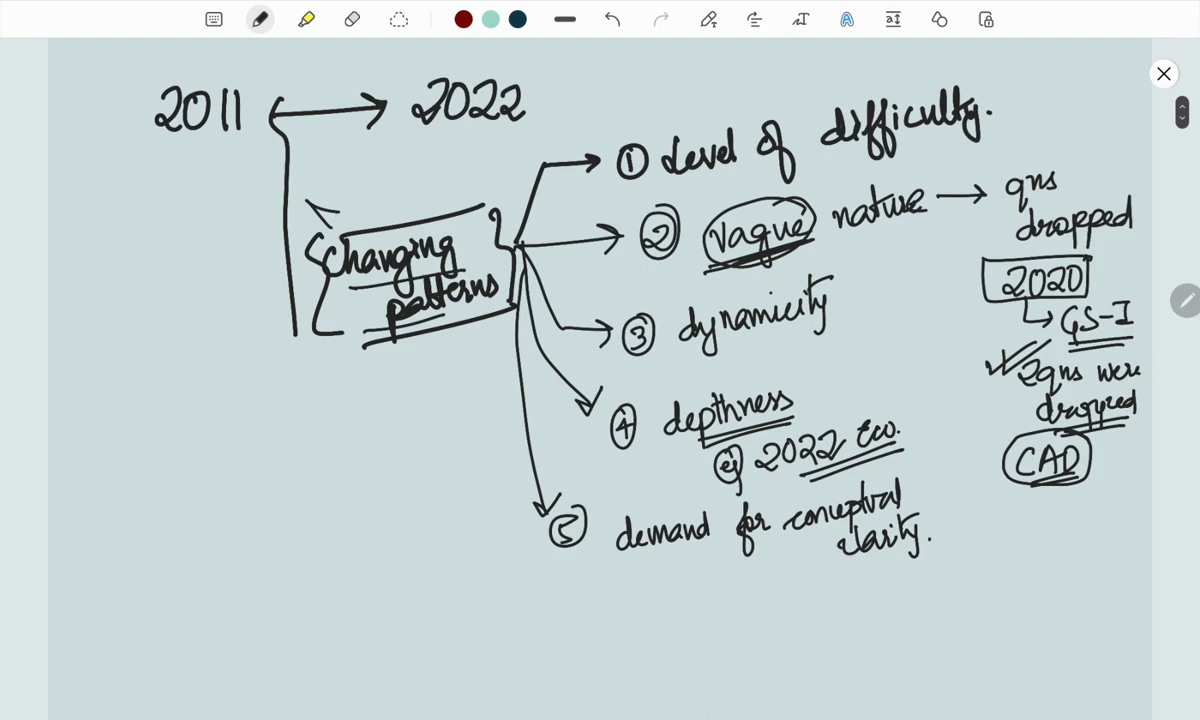 2011 ↔ 2022
Changing
patterns
① Level of difficulty.
② Vague nature → qns
dropped
2020
GS-I
2qns were
dropped
CAD
③ dynamicity
④ depthness
eg 2022 Eco.
⑤ demand for conceptual
clarity.